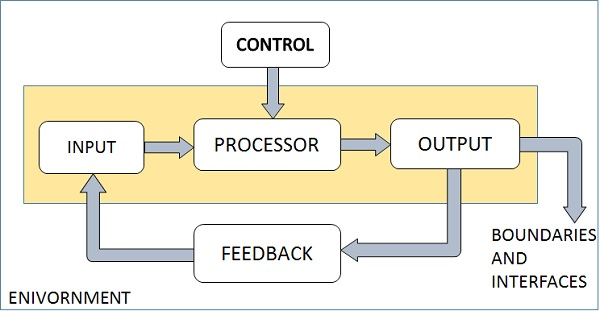 CONTROL
INPUT
PROCESSOR
OUTPUT
FEEDBACK
BOUNDARIES
AND
INTERFACES
ENIVORNMENT